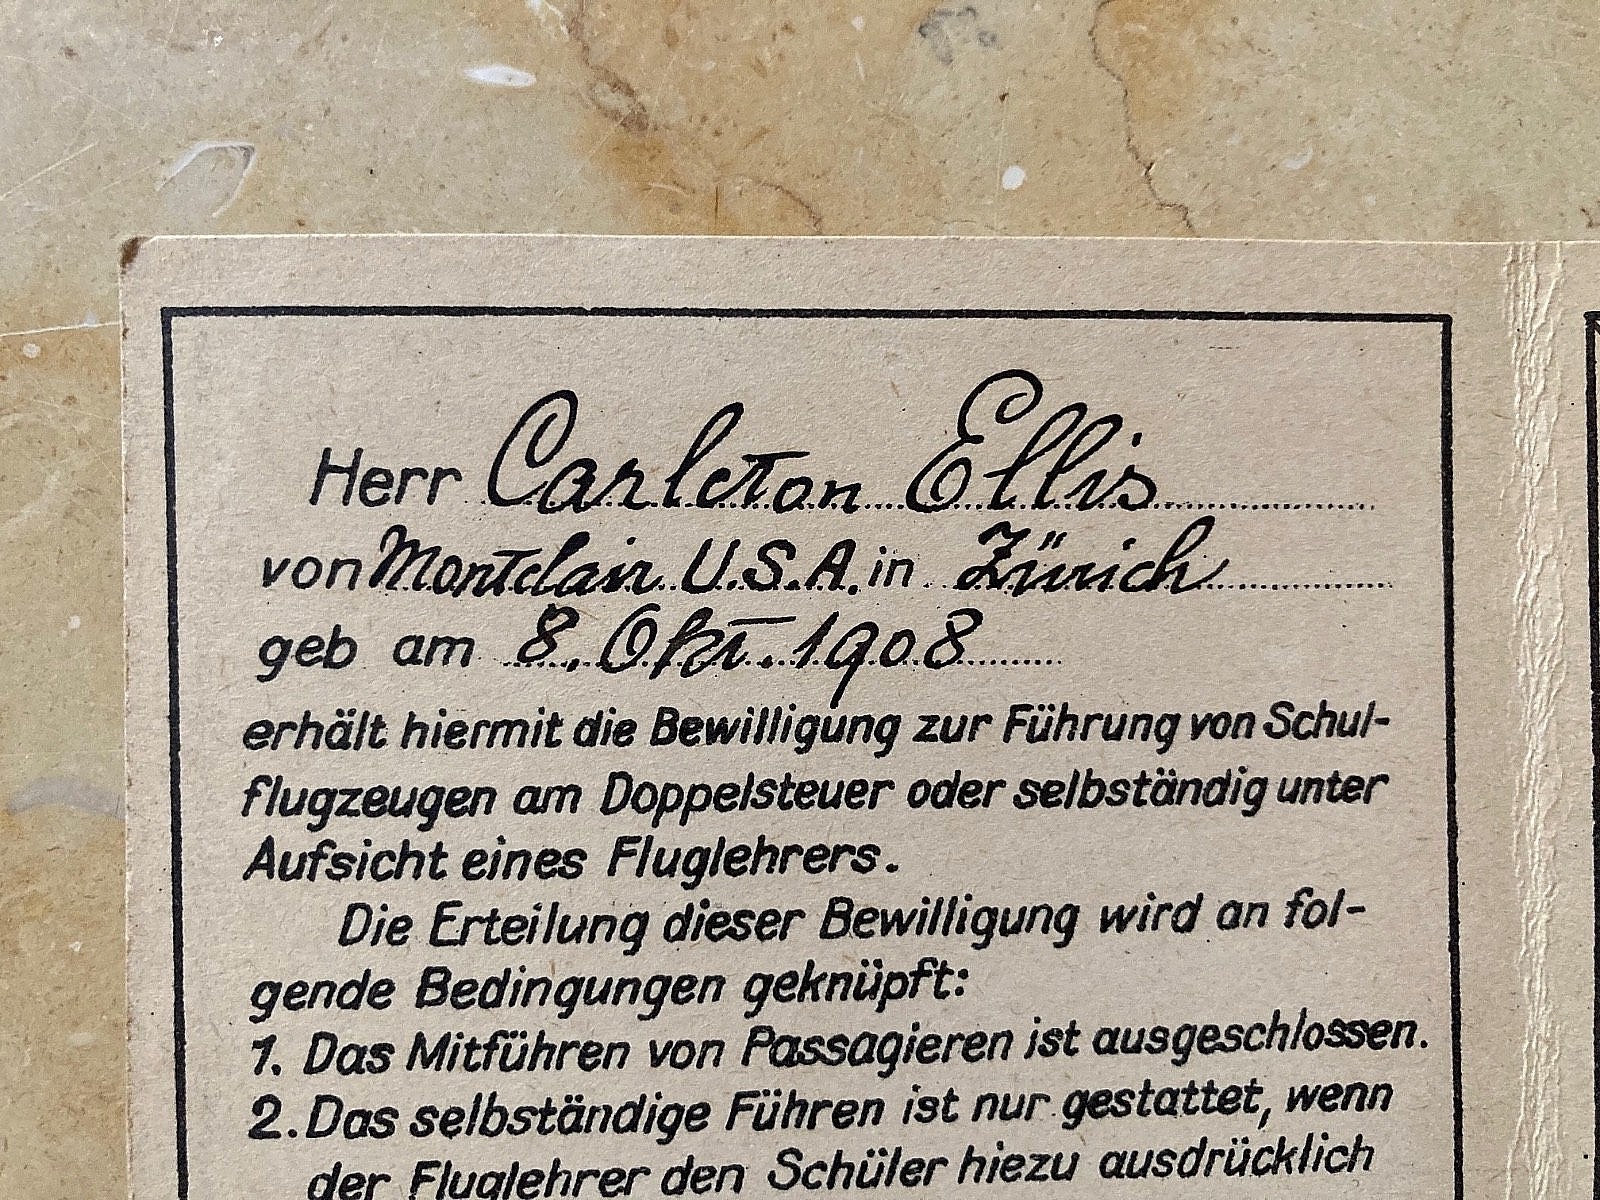 Herr Carleton Ellis
von Montclair U.S.A. in Zürich
geb am 8. Okt. 1908
erhält hiermit die Bewilligung zur Führung von Schul-
flugzeugen am Doppelsteuer oder selbständig unter
Aufsicht eines Fluglehrers.
Die Erteilung dieser Bewilligung wird an fol-
gende Bedingungen geknüpft:
1. Das Mitführen von Passagieren ist ausgeschlossen.
2. Das selbständige Führen ist nur gestattet, wenn
der Fluglehrer den Schüler hiezu ausdrücklich